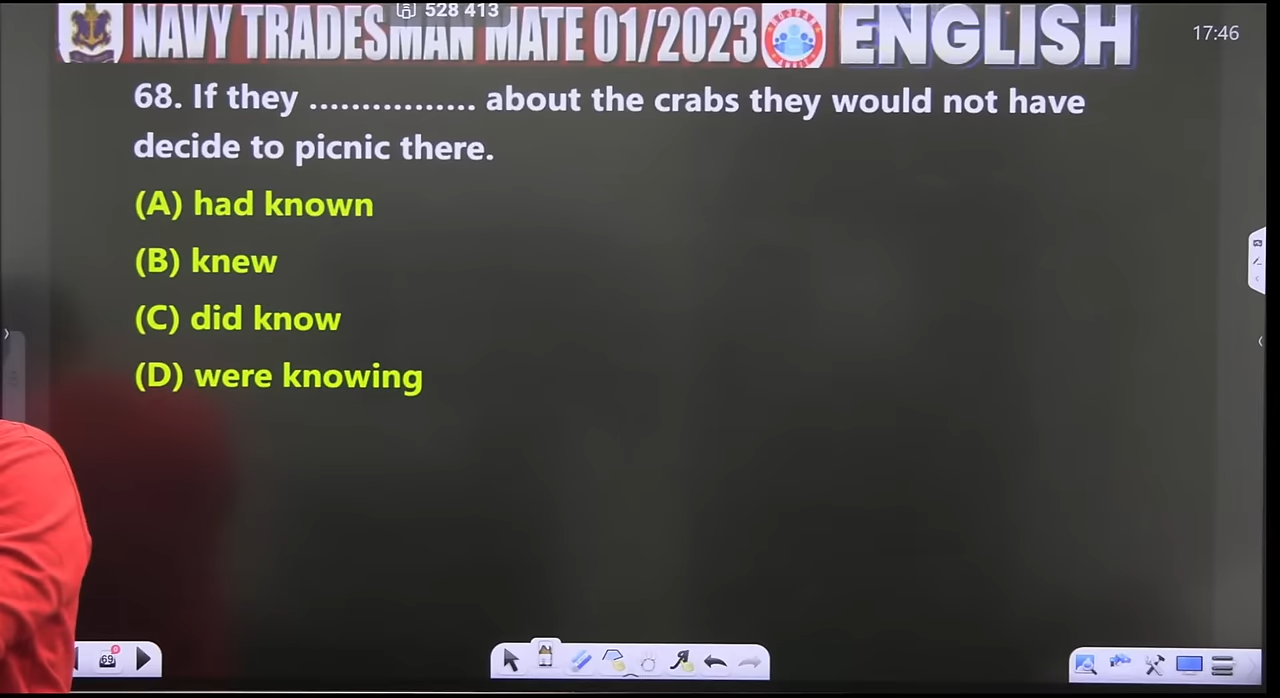 528 413
NAVY TRADESMAN MATE 01/2023 ENGLISH
17:46
68. If they ................ about the crabs they would not have
decide to picnic there.
(A) had known
(B) knew
(C) did know
(D) were knowing
69